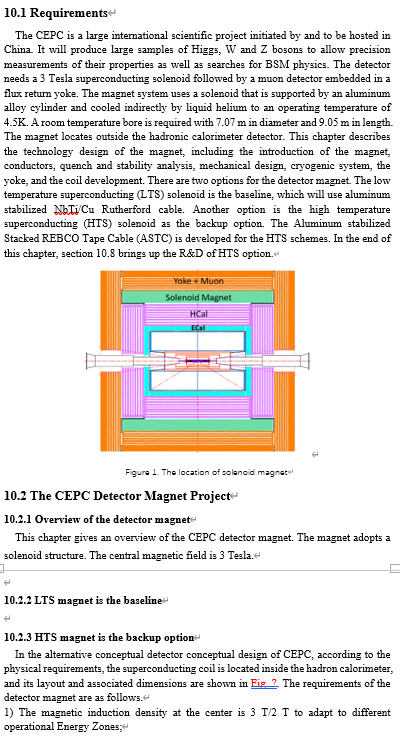 10.1 Requirements
The CEPC is a large international scientific project initiated by and to be hosted in
China. It will produce large samples of Higgs, W and Z bosons to allow precision
measurements of their properties as well as searches for BSM physics. The detector
needs a 3 Tesla superconducting solenoid followed by a muon detector embedded in a
flux return yoke. The magnet system uses a solenoid that is supported by an aluminum
alloy cylinder and cooled indirectly by liquid helium to an operating temperature of
4.5K. A room temperature bore is required with 7.07 m in diameter and 9.05 m in length.
The magnet locates outside the hadronic calorimeter detector. This chapter describes
the technology design of the magnet, including the introduction of the magnet,
conductors, quench and stability analysis, mechanical design, cryogenic system, the
yoke, and the coil development. There are two options for the detector magnet. The low
temperature superconducting (LTS) solenoid is the baseline, which will use aluminum
stabilized NbTi/Cu Rutherford cable. Another option is the high temperature
superconducting (HTS) solenoid as the backup option. The Aluminum stabilized
Stacked REBCO Tape Cable (ASTC) is developed for the HTS schemes. In the end of
this chapter, section 10.8 brings up the R&D of HTS option.
Yoke + Muon
Solenoid Magnet
HCal
ECal
Figure 1. The location of solenoid magnet
10.2 The CEPC Detector Magnet Project
10.2.1 Overview of the detector magnet
This chapter gives an overview of the CEPC detector magnet. The magnet adopts a
solenoid structure. The central magnetic field is 3 Tesla.
10.2.2 LTS magnet is the baseline
10.2.3 HTS magnet is the backup option
In the alternative conceptual detector conceptual design of CEPC, according to the
physical requirements, the superconducting coil is located inside the hadron calorimeter,
and its layout and associated dimensions are shown in Fig. ?. The requirements of the
detector magnet are as follows.
1) The magnetic induction density at the center is 3 T/2 T to adapt to different
operational Energy Zones;